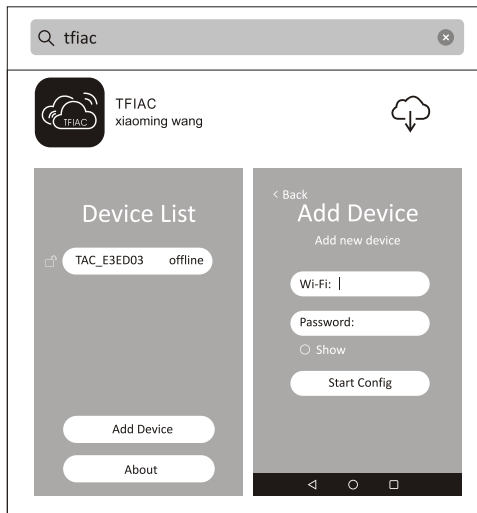 tfiac
TFIAC
TFIAC
xiaoming wang
Device List
TAC_E3ED03 offline
Add Device
About
< Back
Add Device
Add new device
Wi-Fi:
Password:
Show
Start Config